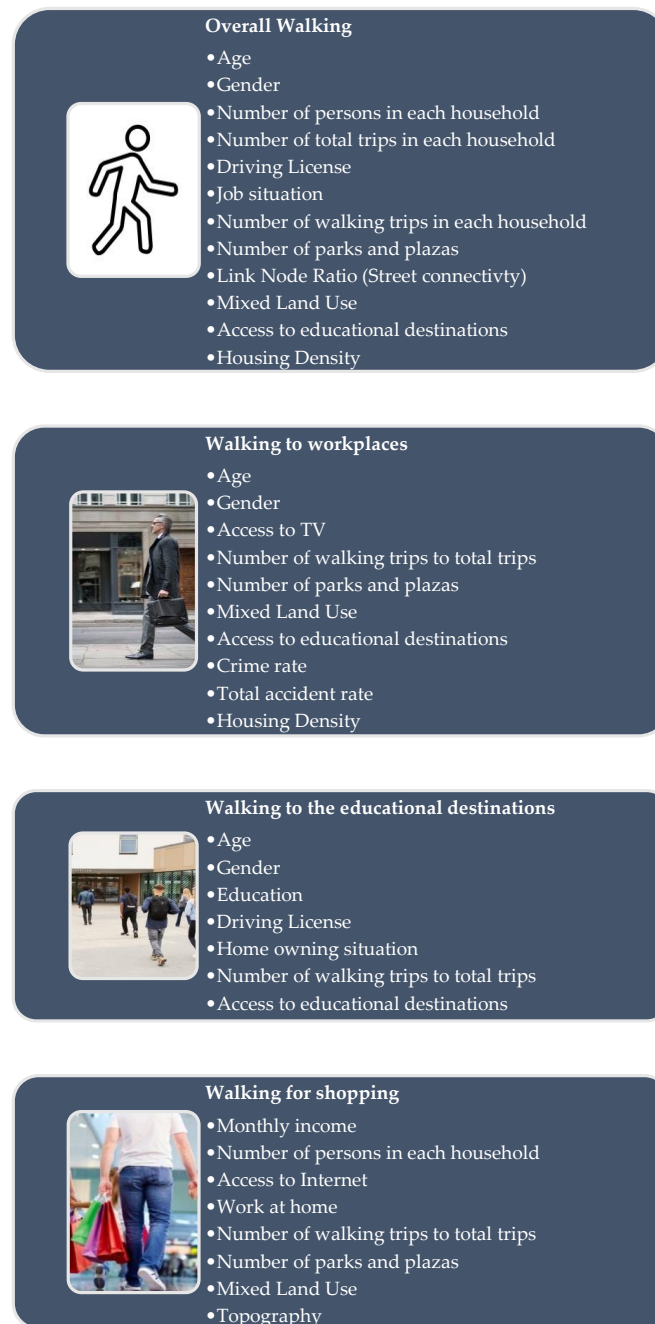 Overall Walking
•Age
•Gender
•Number of persons in each household
•Number of total trips in each household
•Driving License
•Job situation
•Number of walking trips in each household
•Number of parks and plazas
•Link Node Ratio (Street connectivty)
•Mixed Land Use
•Access to educational destinations
•Housing Density
Walking to workplaces
•Age
•Gender
•Access to TV
•Number of walking trips to total trips
•Number of parks and plazas
•Mixed Land Use
•Access to educational destinations
•Crime rate
•Total accident rate
•Housing Density
Walking to the educational destinations
•Age
•Gender
•Education
•Driving License
•Home owning situation
•Number of walking trips to total trips
•Access to educational destinations
Walking for shopping
•Monthly income
•Number of persons in each household
•Access to Internet
•Work at home
•Number of walking trips to total trips
•Number of parks and plazas
•Mixed Land Use
•Topography